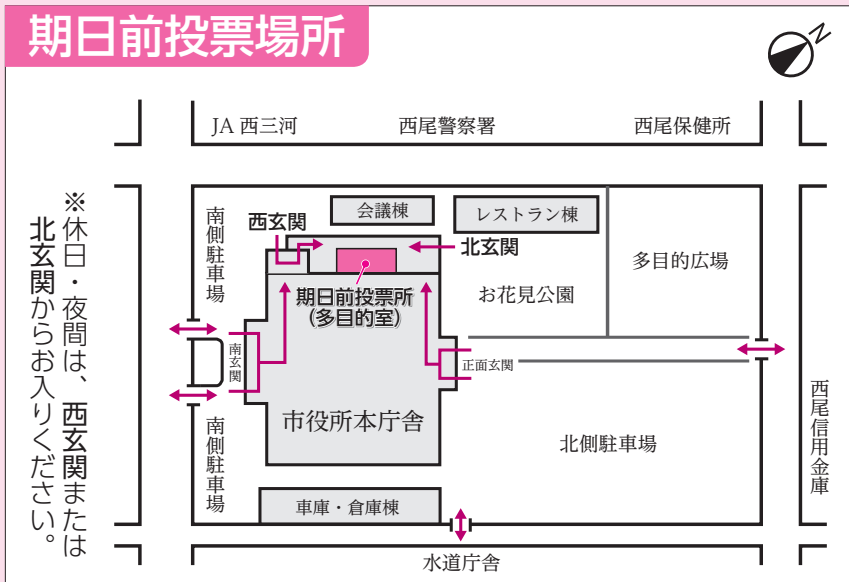 期日前投票場所
N
JA 西三河
西尾警察署
西尾保健所
※休日・夜間は、西玄関または
北玄関からお入りください。
南側駐車場
西玄関
会議棟
レストラン棟
北玄関
多目的広場
お花見公園
期日前投票所
(多目的室)
南玄関
正面玄関
市役所本庁舎
南側駐車場
北側駐車場
西尾信用金庫
車庫・倉庫棟
水道庁舎